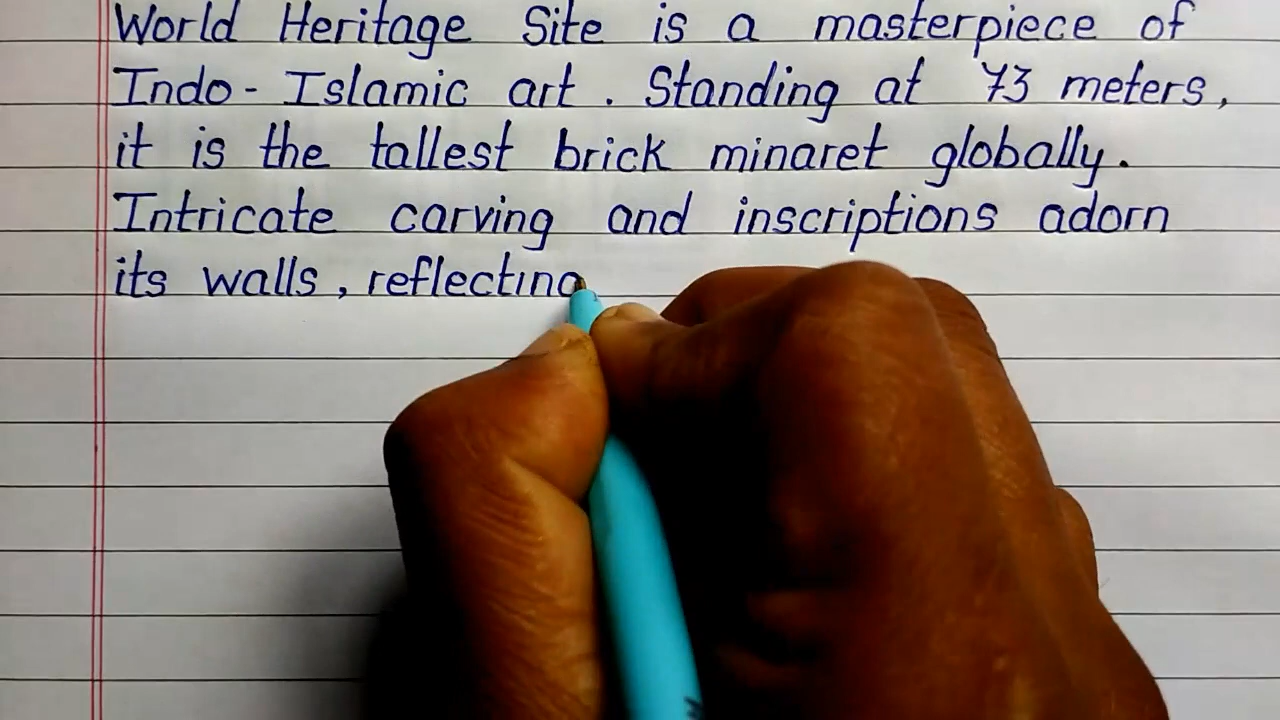 World Heritage Site is a masterpiece of
Indo-Islamic art. Standing at 73 meters,
it is the tallest brick minaret globally.
Intricate carving and inscriptions adorn
its walls, reflecting